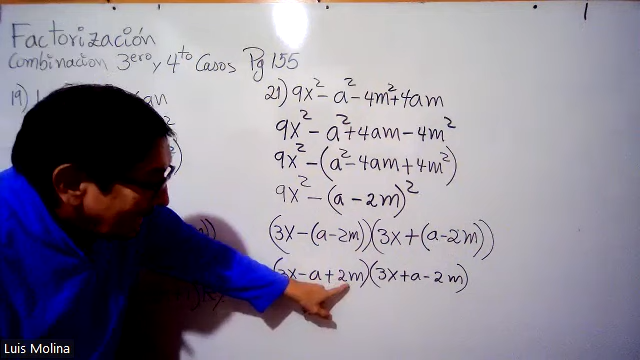 Factorización
Combinacion 3ero y 4to Casos Pg 155
19)
21) 9x² - a² - 4m² + 4am
9x² - a² + 4am - 4m²
9x² - (a² - 4am + 4m²)
9x² - (a - 2m)²
(3x - (a - 2m))(3x + (a - 2m))
(3x - a + 2m)(3x + a - 2m)
Luis Molina